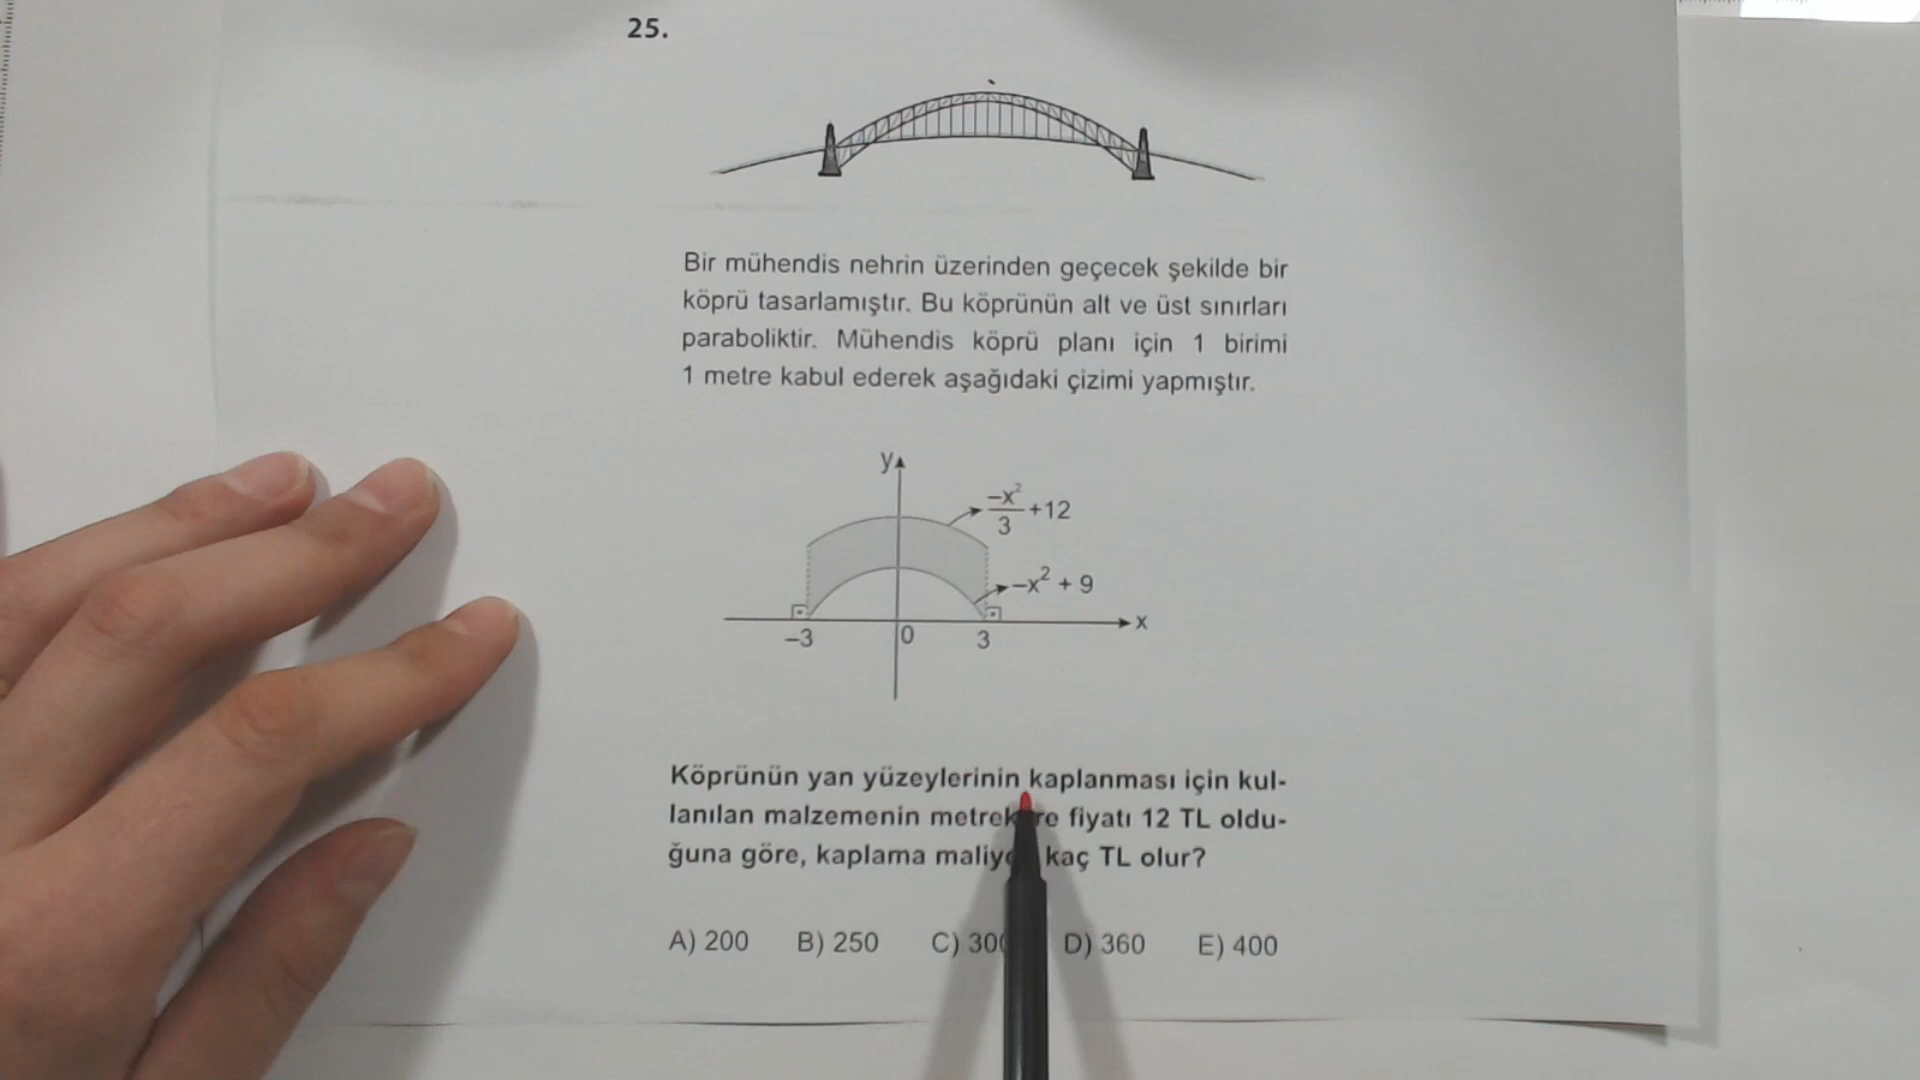 25.
Bir mühendis nehrin üzerinden geçecek şekilde bir
köprü tasarlamıştır. Bu köprünün alt ve üst sınırları
paraboliktir. Mühendis köprü planı için 1 birimi
1 metre kabul ederek aşağıdaki çizimi yapmıştır.
y
-x²/3 +12
-x² + 9
x
-3 0 3
Köprünün yan yüzeylerinin kaplanması için kul-
lanılan malzemenin fiyatı 12 TL oldu-
ğuna göre, kaplama kaç TL olur?
A) 200 B) 250 C) D) 360 E) 400